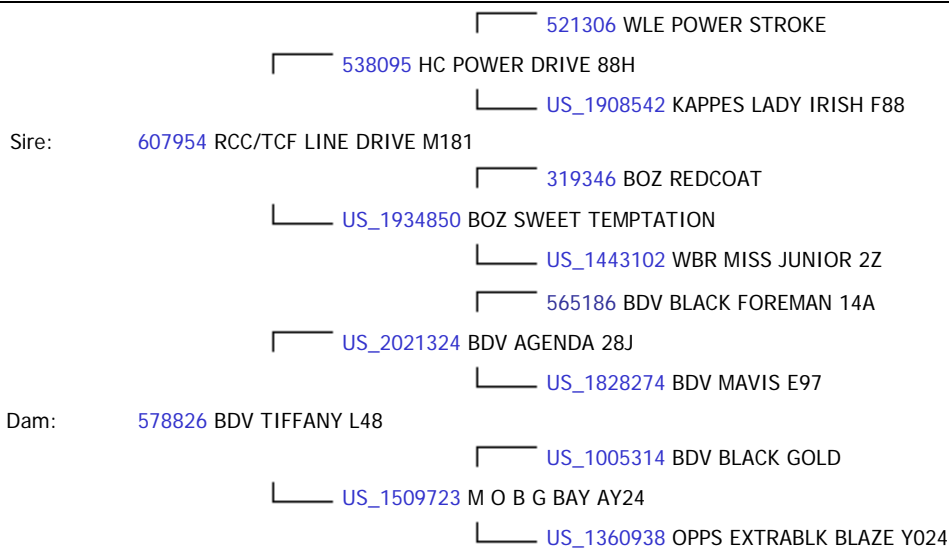 521306 WLE POWER STROKE
538095 HC POWER DRIVE 88H
US_1908542 KAPPES LADY IRISH F88
Sire: 607954 RCC/TCF LINE DRIVE M181
319346 BOZ REDCOAT
US_1934850 BOZ SWEET TEMPTATION
US_1443102 WBR MISS JUNIOR 2Z
565186 BDV BLACK FOREMAN 14A
US_2021324 BDV AGENDA 28J
US_1828274 BDV MAVIS E97
Dam: 578826 BDV TIFFANY L48
US_1005314 BDV BLACK GOLD
US_1509723 M O B G BAY AY24
US_1360938 OPPS EXTRABLK BLAZE Y024